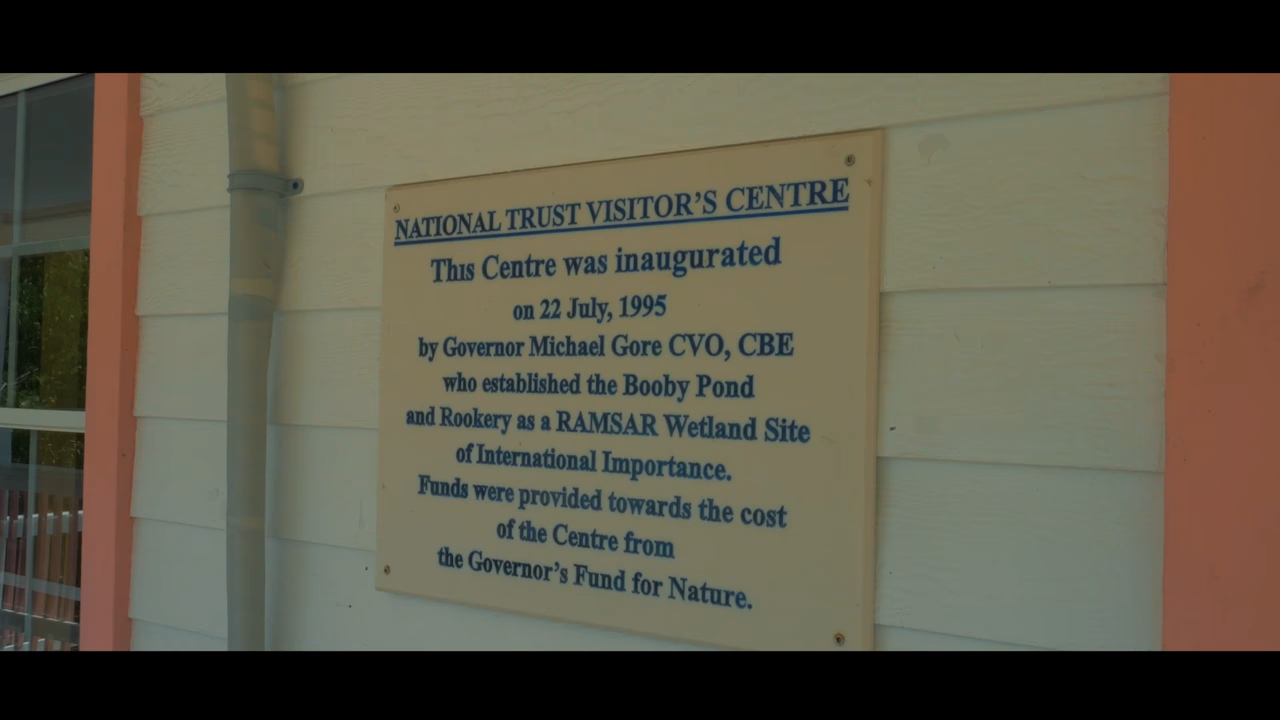 NATIONAL TRUST VISITOR'S CENTRE
This Centre was inaugurated
on 22 July, 1995
by Governor Michael Gore CVO, CBE
who established the Booby Pond
and Rookery as a RAMSAR Wetland Site
of International Importance.
Funds were provided towards the cost
of the Centre from
the Governor's Fund for Nature.